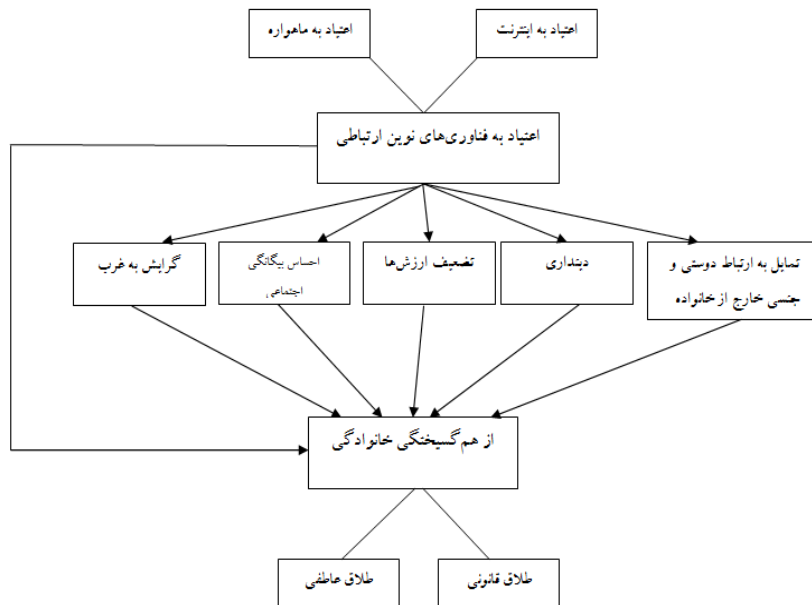 اعتیاد به اینترنت
اعتیاد به ماهواره
اعتیاد به فناوری‌های نوین ارتباطی
تمایل به ارتباط دوستی و
جنسی خارج از خانواده
دینداری
تضعیف ارزش‌ها
احساس بیگانگی
اجتماعی
گرایش به غرب
از هم‌گسیختگی خانوادگی
طلاق قانونی
طلاق عاطفی